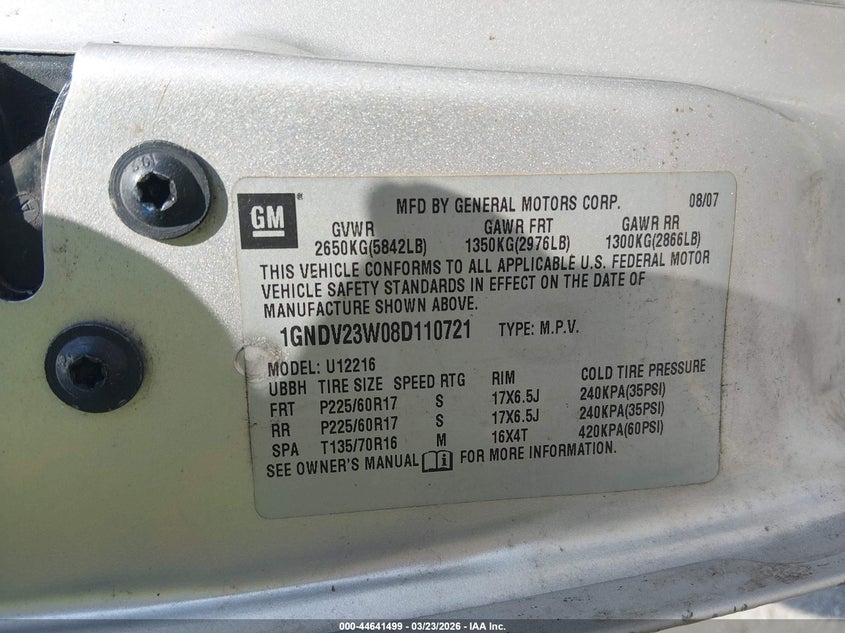 GM ®
MFD BY GENERAL MOTORS CORP. 08/07
GVWR GAWR FRT GAWR RR
2650KG(5842LB) 1350KG(2976LB) 1300KG(2866LB)
THIS VEHICLE CONFORMS TO ALL APPLICABLE U.S. FEDERAL MOTOR
VEHICLE SAFETY STANDARDS IN EFFECT ON THE DATE OF
MANUFACTURE SHOWN ABOVE.
1GNDV23W08D110721 TYPE: M.P.V.
MODEL: U12216
UBBH TIRE SIZE SPEED RTG RIM COLD TIRE PRESSURE
FRT P225/60R17 S 17X6.5J 240KPA(35PSI)
RR P225/60R17 S 17X6.5J 240KPA(35PSI)
SPA T135/70R16 M 16X4T 420KPA(60PSI)
SEE OWNER'S MANUAL FOR MORE INFORMATION.
000-44641499 — 03/23/2026 — IAA Inc.